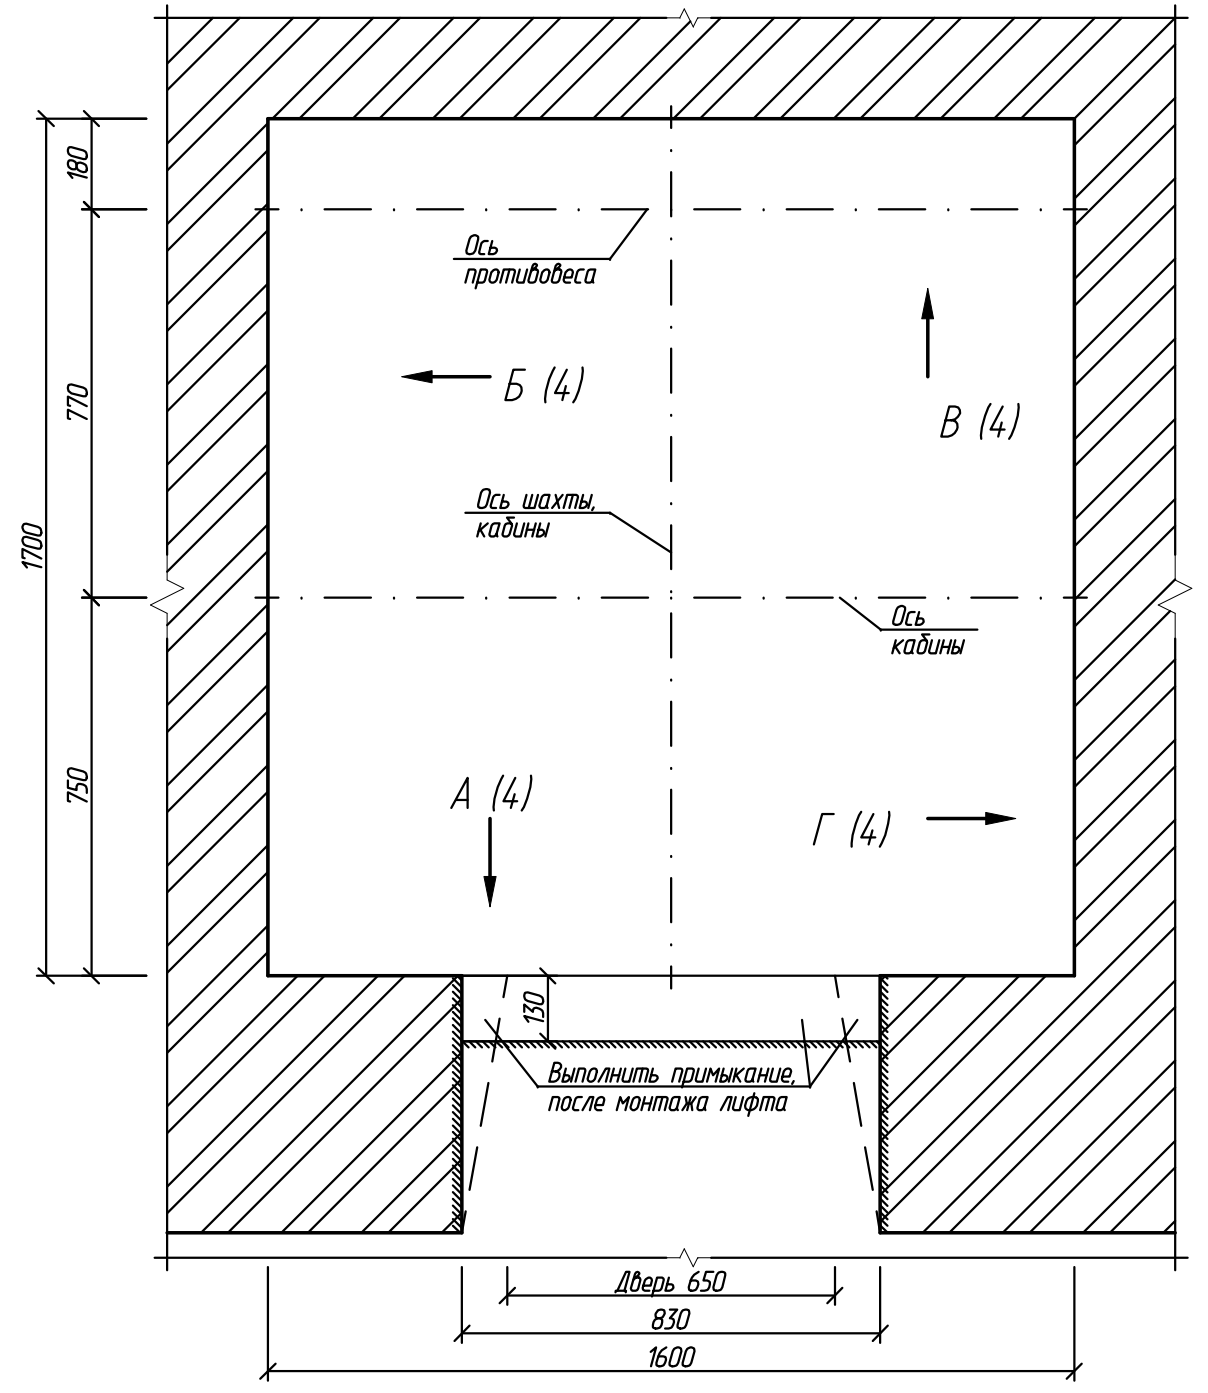 180
Ось
противовеса
Б (4)
В (4)
770
1700
Ось шахты,
кабины
Ось
кабины
750
А (4)
Г (4)
130
Выполнить примыкание,
после монтажа лифта
Дверь 650
830
1600